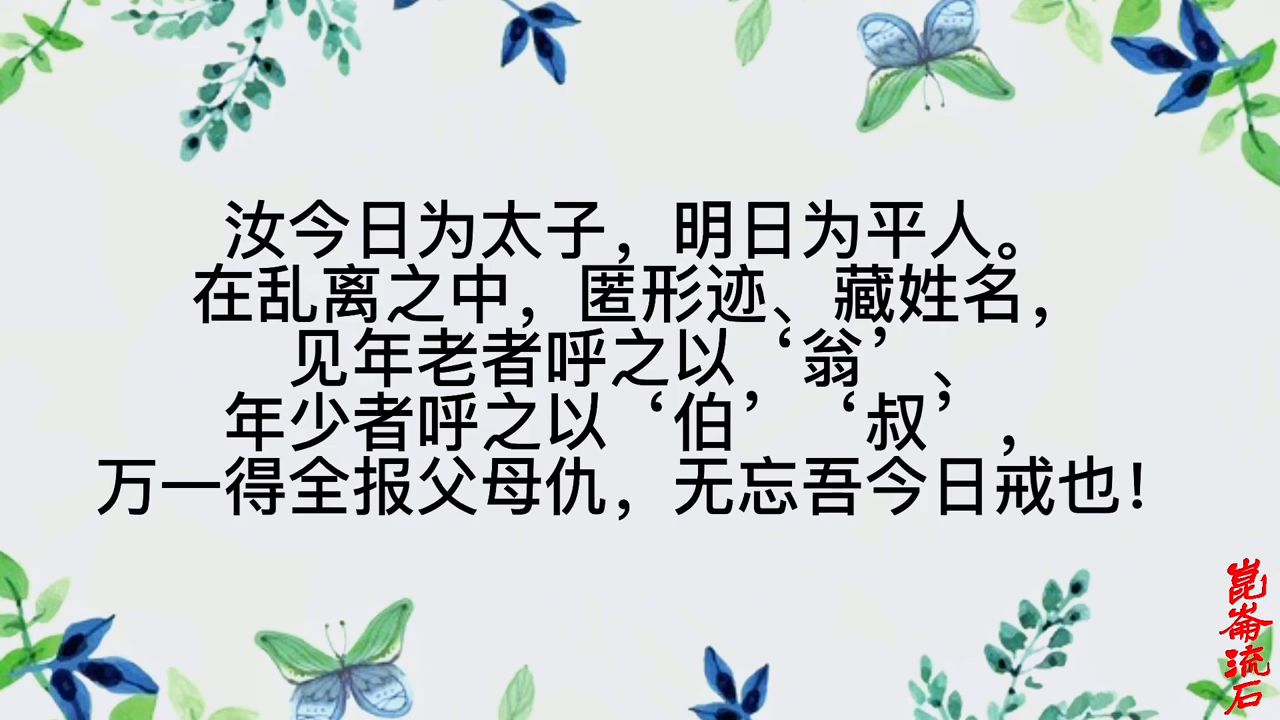 汝今日为太子，明日为平人。
在乱离之中，匿形迹、藏姓名，
见年老者呼之以‘翁’、
年少者呼之以‘伯’‘叔’，
万一得全报父母仇，无忘吾今日戒也！
崑崙流石